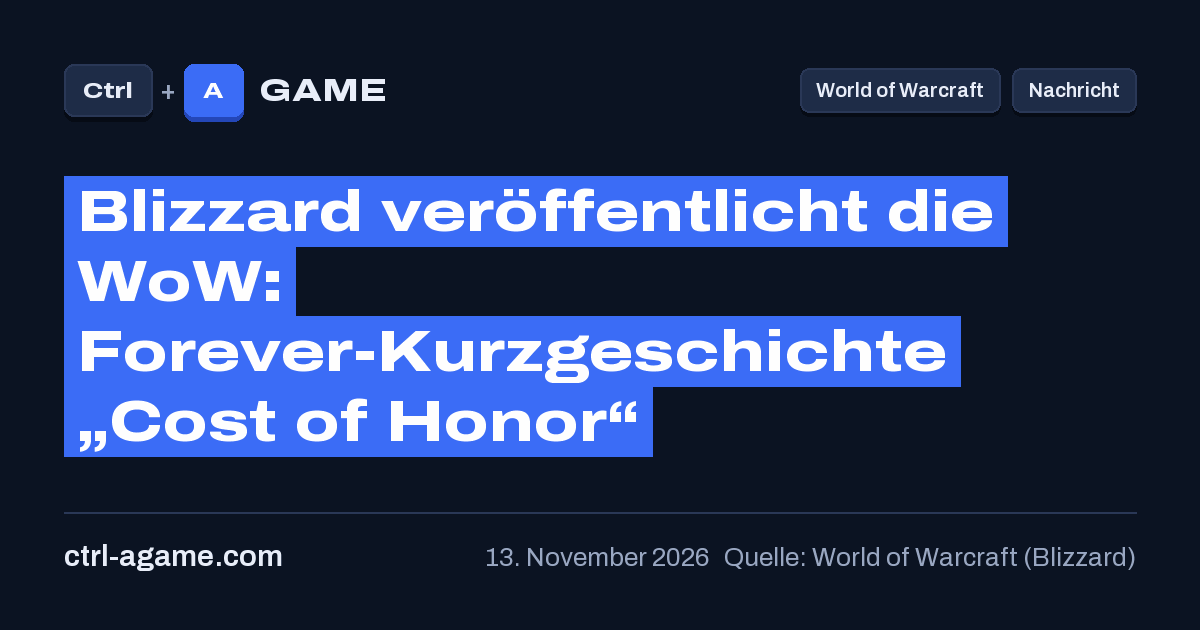 Ctrl + A GAME
World of Warcraft
Nachricht
Blizzard veröffentlicht die
WoW:
Forever-Kurzgeschichte
„Cost of Honor“
ctrl-agame.com
13. November 2026 Quelle: World of Warcraft (Blizzard)